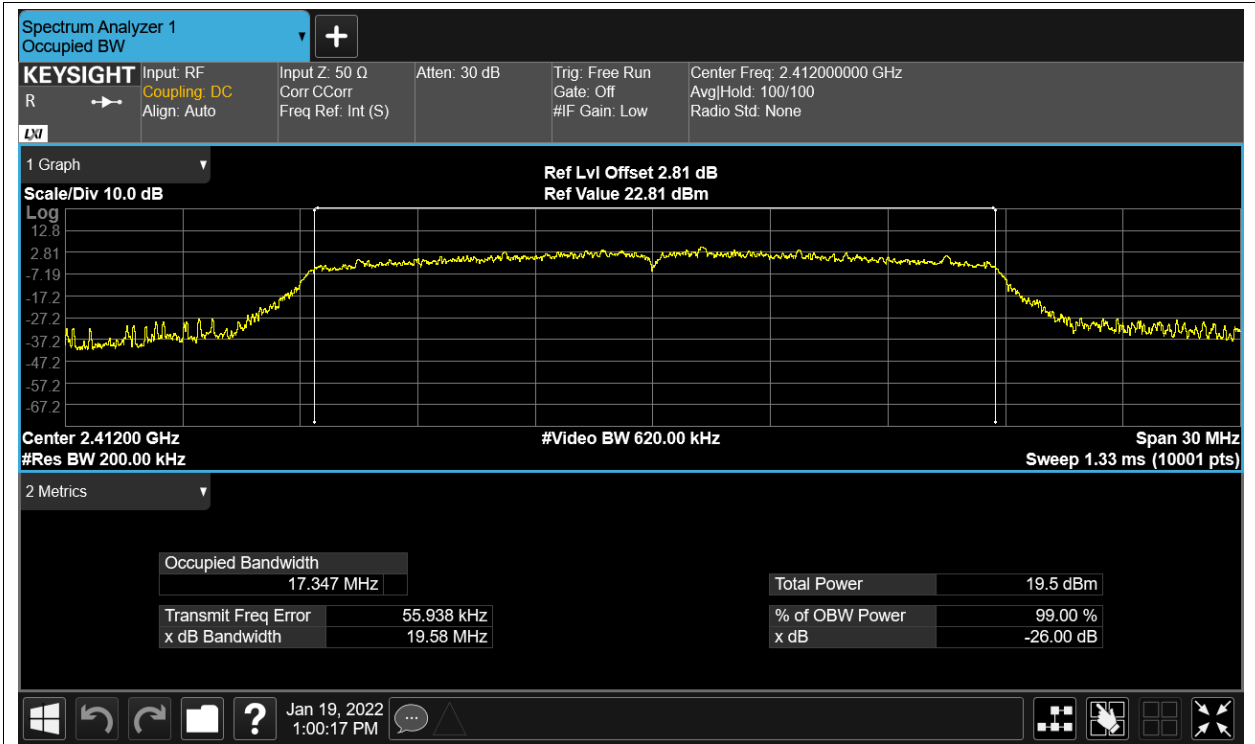 Spectrum Analyzer 1
Occupied BW
KEYSIGHT
R
LXI
Input: RF
Coupling: DC
Align: Auto
Input Z: 50 Ω
Corr CCorr
Freq Ref: Int (S)
Atten: 30 dB
Trig: Free Run
Gate: Off
#IF Gain: Low
Center Freq: 2.412000000 GHz
Avg|Hold: 100/100
Radio Std: None
1 Graph
Scale/Div 10.0 dB
Ref Lvl Offset 2.81 dB
Ref Value 22.81 dBm
Log
12.8
2.81
-7.19
-17.2
-27.2
-37.2
-47.2
-57.2
-67.2
Center 2.41200 GHz
#Video BW 620.00 kHz
Span 30 MHz
#Res BW 200.00 kHz
Sweep 1.33 ms (10001 pts)
2 Metrics
Occupied Bandwidth
17.347 MHz
Transmit Freq Error 55.938 kHz
x dB Bandwidth 19.58 MHz
Total Power 19.5 dBm
% of OBW Power 99.00 %
x dB -26.00 dB
?
Jan 19, 2022
1:00:17 PM